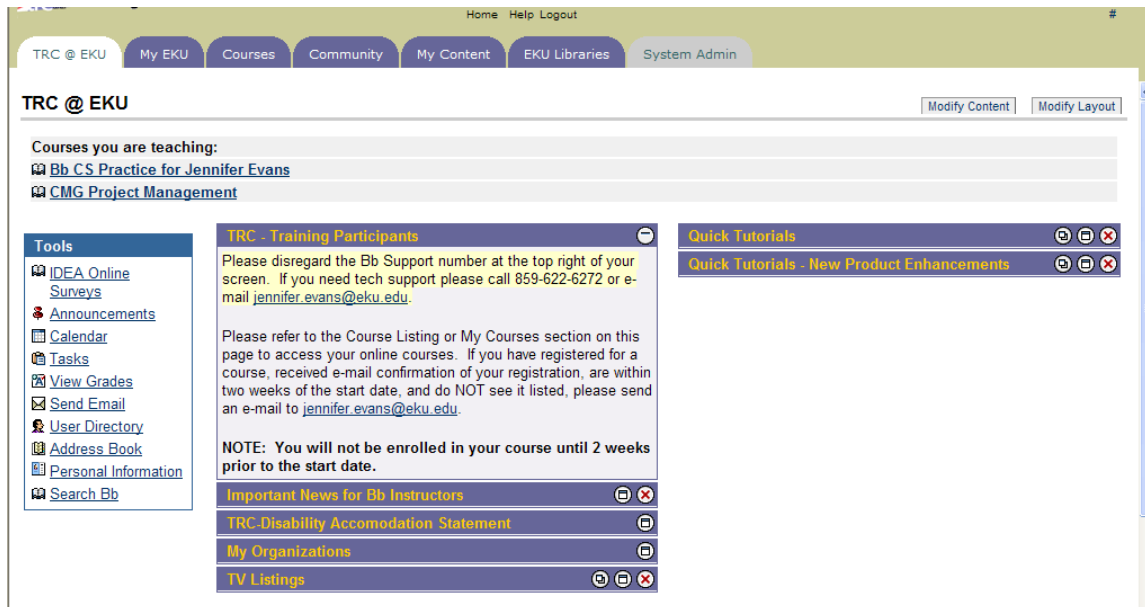 Home Help Logout #
TRC @ EKU My EKU Courses Community My Content EKU Libraries System Admin
TRC @ EKU
Modify Content Modify Layout
Courses you are teaching:
Bb CS Practice for Jennifer Evans
CMG Project Management
Tools
IDEA Online
Surveys
Announcements
Calendar
Tasks
View Grades
Send Email
User Directory
Address Book
Personal Information
Search Bb
TRC - Training Participants
Please disregard the Bb Support number at the top right of your
screen. If you need tech support please call 859-622-6272 or e-
mail jennifer.evans@eku.edu.
Please refer to the Course Listing or My Courses section on this
page to access your online courses. If you have registered for a
course, received e-mail confirmation of your registration, are within
two weeks of the start date, and do NOT see it listed, please send
an e-mail to jennifer.evans@eku.edu.
NOTE: You will not be enrolled in your course until 2 weeks
prior to the start date.
Important News for Bb Instructors
TRC-Disability Accomodation Statement
My Organizations
TV Listings
Quick Tutorials
Quick Tutorials - New Product Enhancements